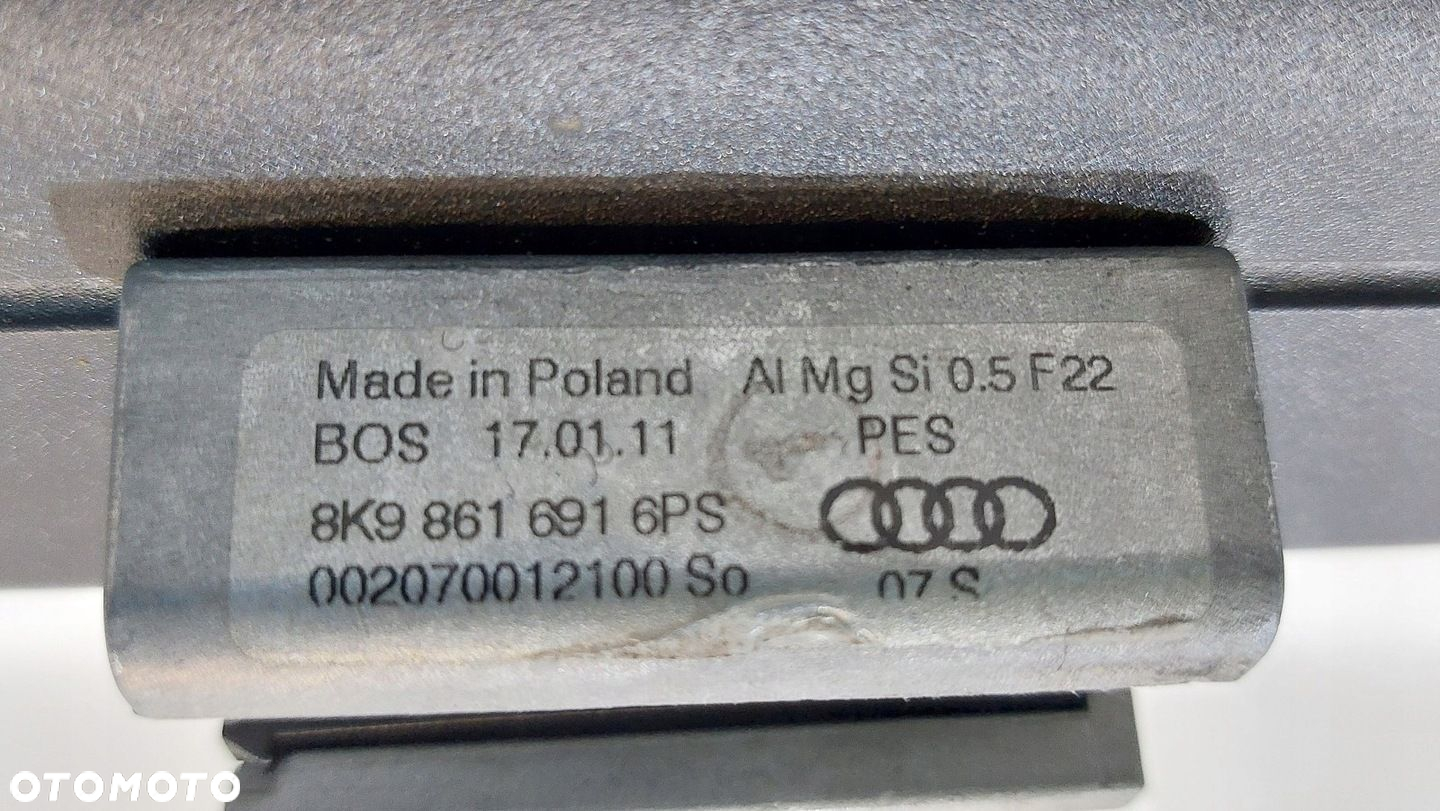 Made in Poland Al Mg Si 0.5 F22
BOS 17.01.11 PES
8K9 861 691 6PS
002070012100 So 07 S
OTOMOTO